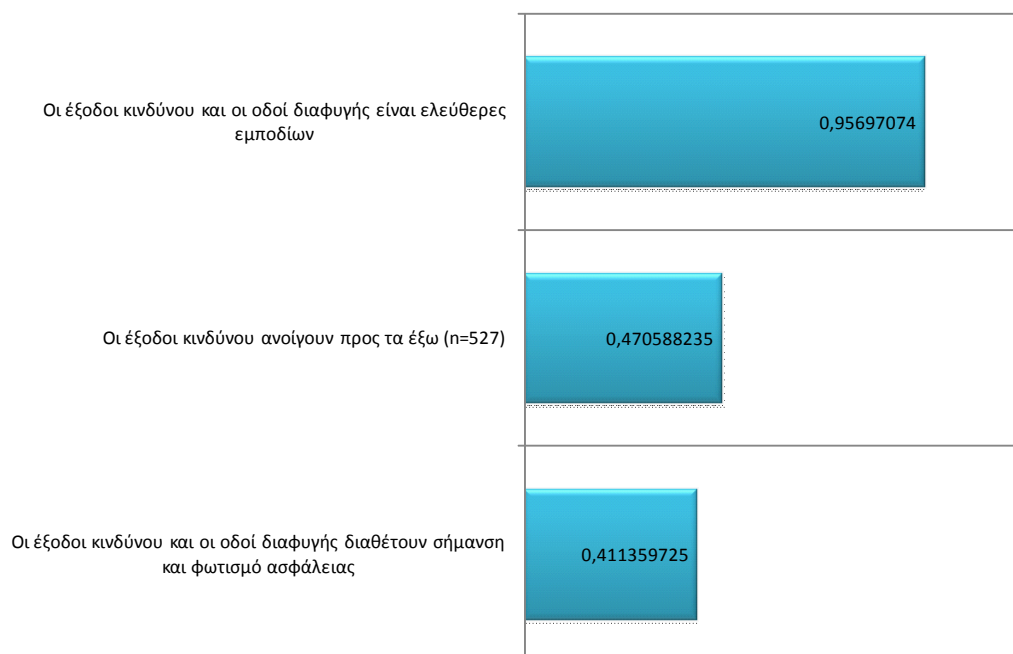 Οι έξοδοι κινδύνου και οι οδοί διαφυγής είναι ελεύθερες
εμποδίων
0,95697074
Οι έξοδοι κινδύνου ανοίγουν προς τα έξω (n=527)
0,470588235
Οι έξοδοι κινδύνου και οι οδοί διαφυγής διαθέτουν σήμανση
και φωτισμό ασφάλειας
0,411359725